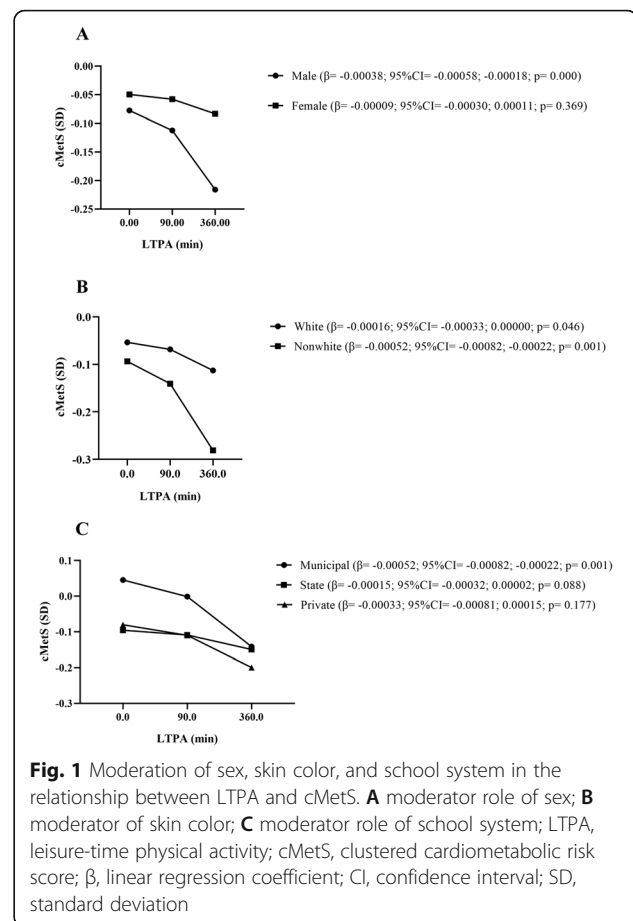 A
0.00
-0.05
-0.10
-0.15
-0.20
-0.25
cMetS (SD)
0.00 90.00 360.00
LTPA (min)
Male (β= -0.00038; 95%CI= -0.00058; -0.00018; p= 0.000)
Female (β= -0.00009; 95%CI= -0.00030; 0.00011; p= 0.369)
B
0.0
-0.1
-0.2
-0.3
cMetS (SD)
0.0 90.0 360.0
LTPA (min)
White (β= -0.00016; 95%CI= -0.00033; 0.00000; p= 0.046)
Nonwhite (β= -0.00052; 95%CI= -0.00082; -0.00022; p= 0.001)
C
0.1
0.0
-0.1
-0.2
-0.3
cMetS (SD)
0.0 90.0 360.0
LTPA (min)
Municipal (β= -0.00052; 95%CI= -0.00082; -0.00022; p= 0.001)
State (β= -0.00015; 95%CI= -0.00032; 0.00002; p= 0.088)
Private (β= -0.00033; 95%CI= -0.00081; 0.00015; p= 0.177)
Fig. 1 Moderation of sex, skin color, and school system in the
relationship between LTPA and cMetS. A moderator role of sex; B
moderator of skin color; C moderator role of school system; LTPA,
leisure-time physical activity; cMetS, clustered cardiometabolic risk
score; β, linear regression coefficient; CI, confidence interval; SD,
standard deviation